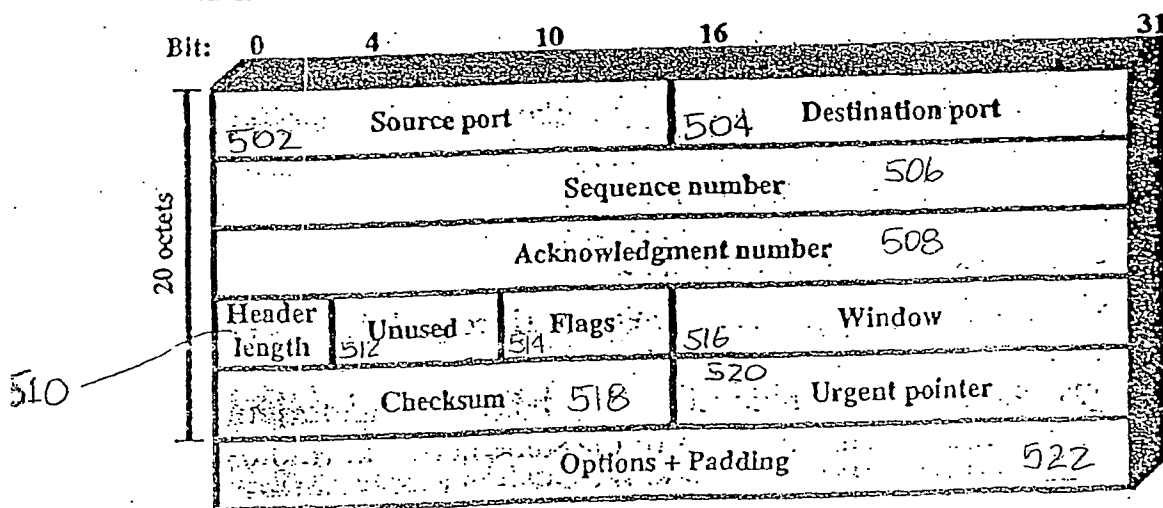 Bit: 0 4 10 16 31
Source port 502 504 Destination port
Sequence number 506
20 octets
Acknowledgment number 508
Header
length
Unused 512
Flags 514
516 Window
510
Checksum 518
520 Urgent pointer
Options + Padding 522